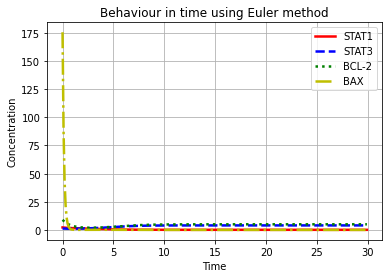 Behaviour in time using Euler method
STAT1
STAT3
BCL-2
BAX
Concentration
175
150
125
100
75
50
25
0
0 5 10 15 20 25 30
Time